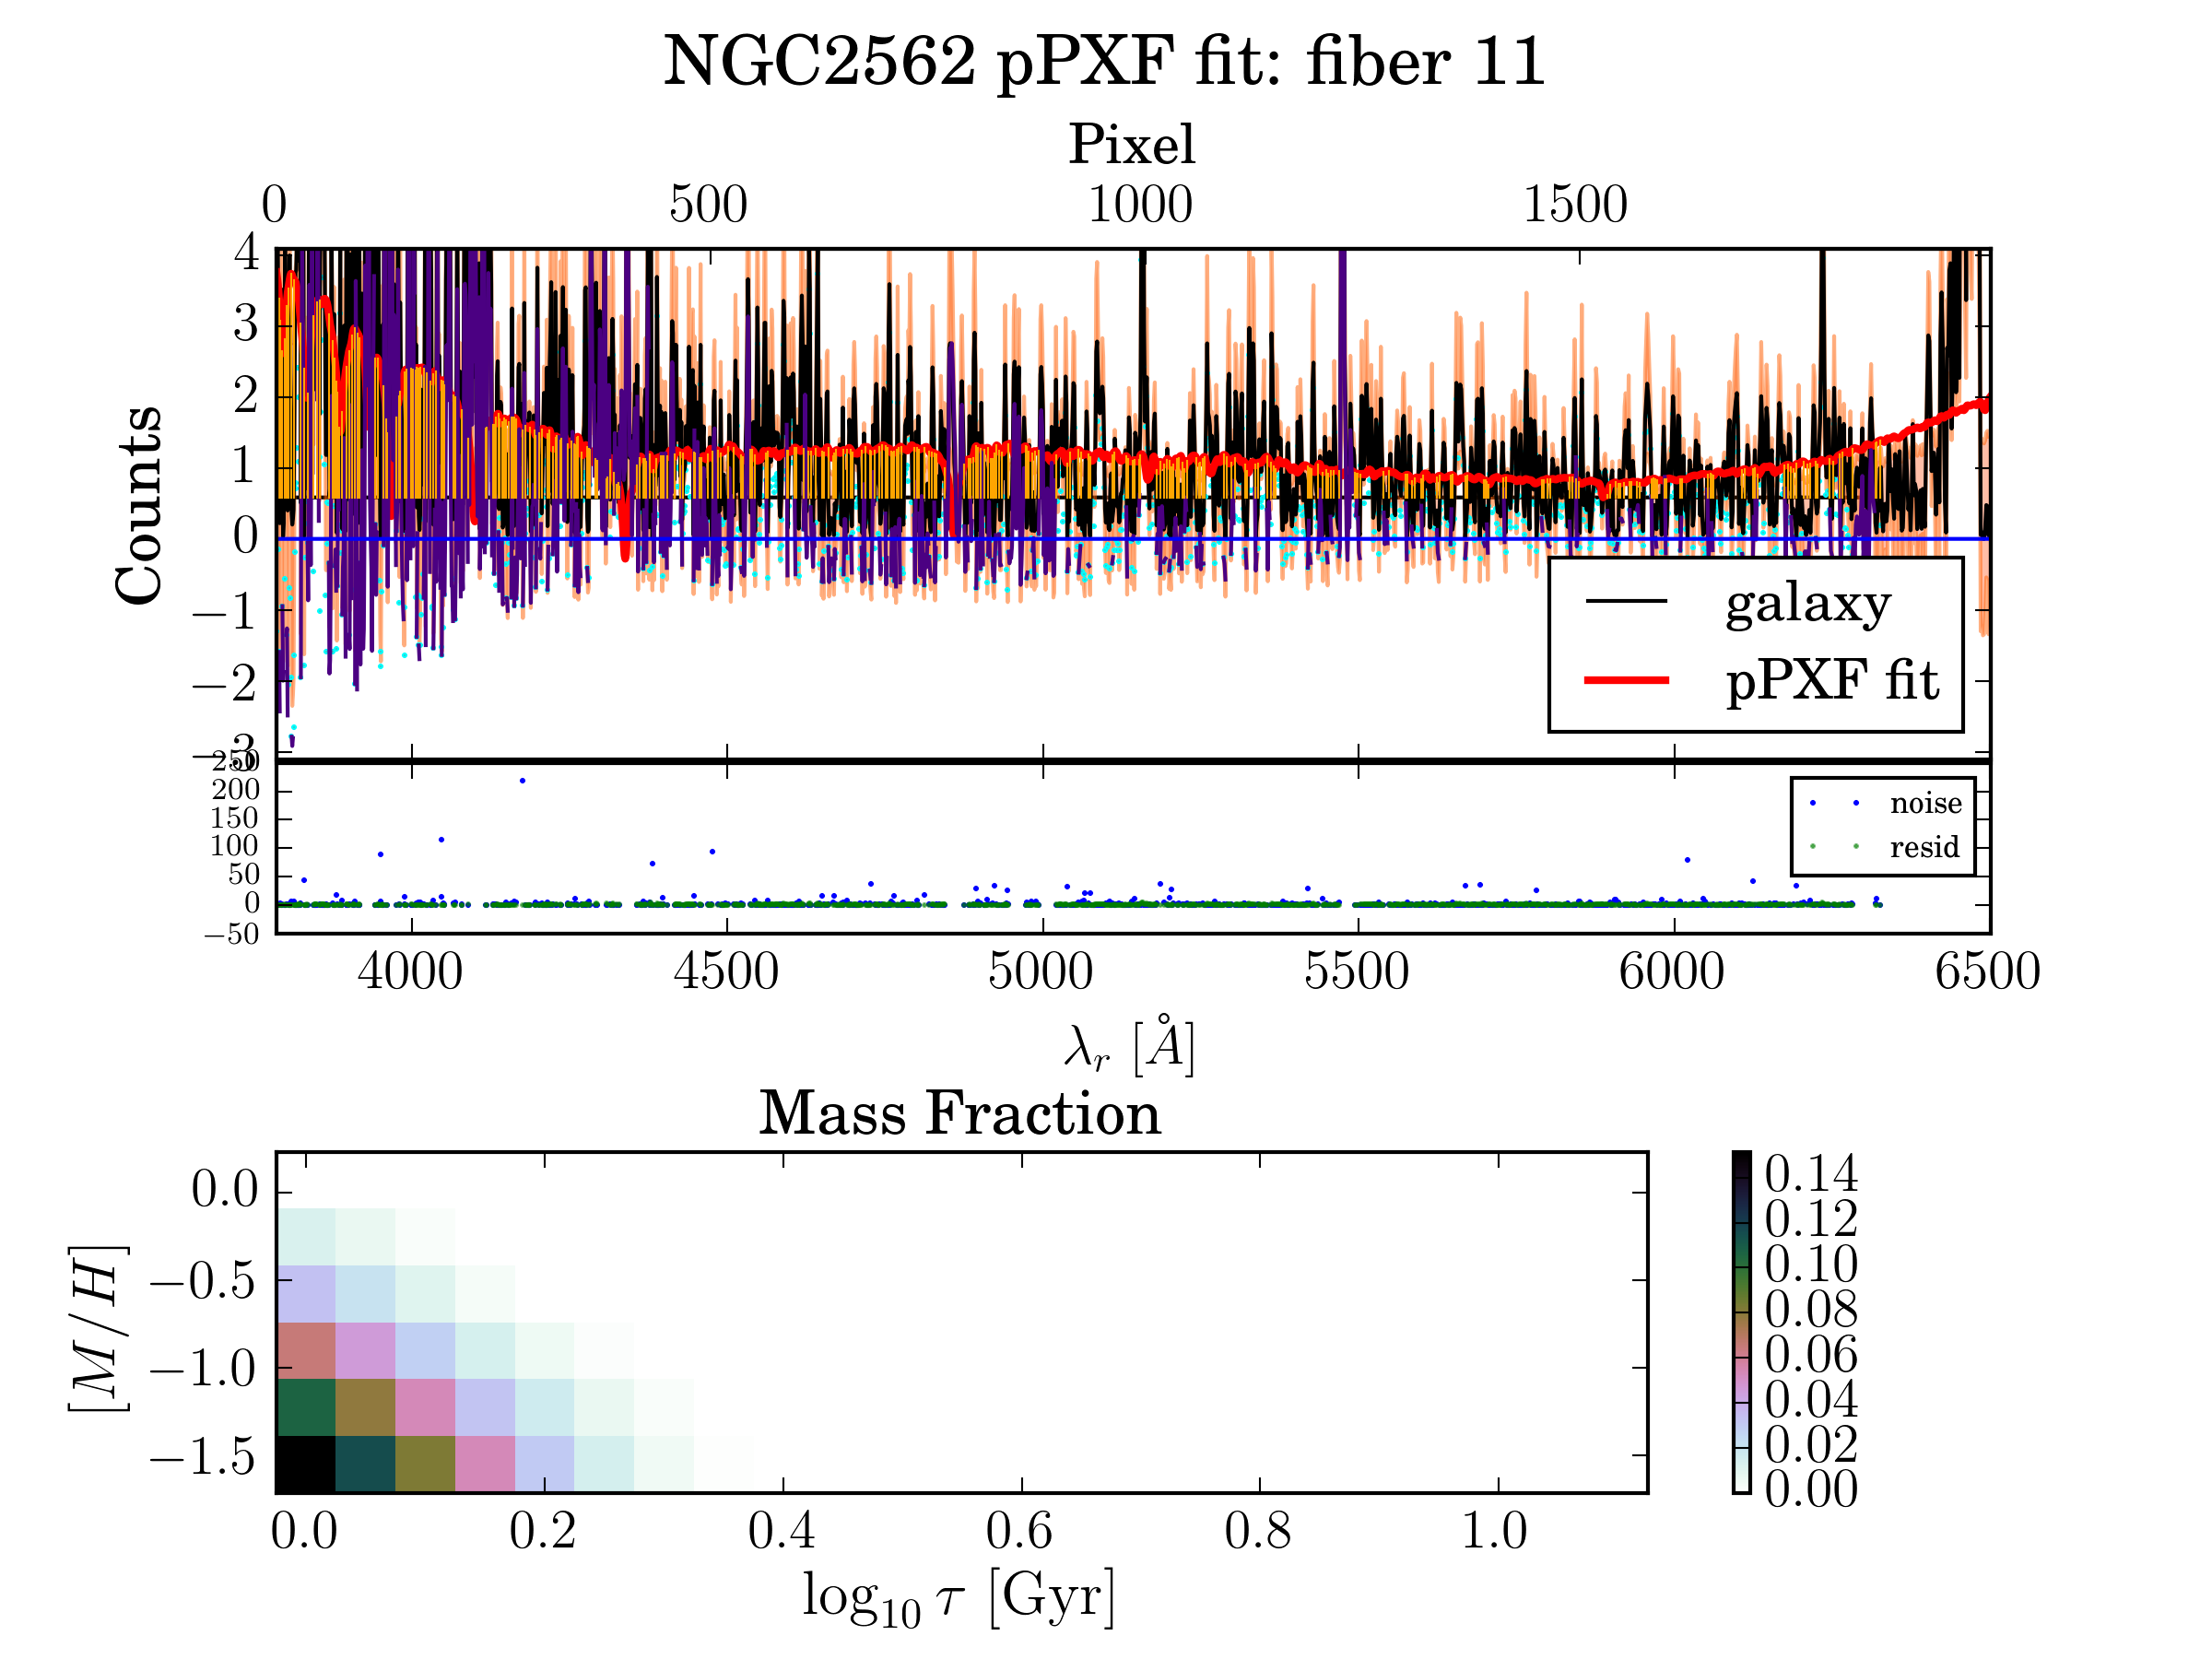 NGC2562 pPXF fit: fiber 11
Pixel
0 500 1000 1500
4
3
2
1
0
−1
−2
−3
Counts
galaxy
pPXF fit
250
200
150
100
50
0
−50
noise
resid
4000 4500 5000 5500 6000 6500
λr [Å]
Mass Fraction
0.0
−0.5
−1.0
−1.5
[M/H]
0.14
0.12
0.10
0.08
0.06
0.04
0.02
0.00
0.0 0.2 0.4 0.6 0.8 1.0
log10 τ [Gyr]